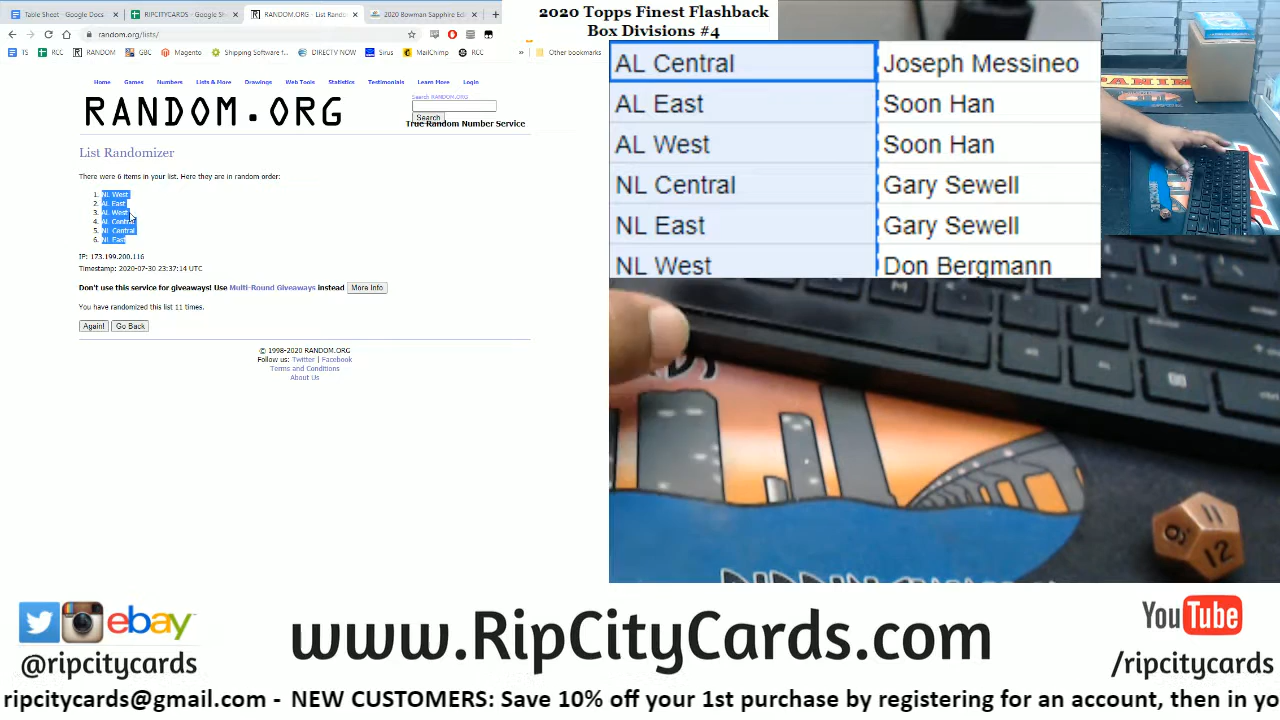 Table Sheet - Google Docs
RIPCITYCARDS - Google Sh
RANDOM.ORG - List Randomi
2020 Bowman Sapphire Edi
random.org/lists/
TS
RCC
RANDOM
GBC
Magento
Shipping Software f...
DIRECTV NOW
Sirus
MailChimp
RCC
»
Other bookmarks
Home
Games
Numbers
Lists & More
Drawings
Web Tools
Statistics
Testimonials
Learn More
Login
RANDOM.ORG
Search RANDOM.ORG
Search
True Random Number Service
List Randomizer
There were 6 items in your list. Here they are in random order:
1. NL West
2. AL East
3. AL West
4. AL Central
5. NL Central
6. NL East
IP: 173.199.200.116
Timestamp: 2020-07-30 23:37:14 UTC
Don't use this service for giveaways! Use Multi-Round Giveaways instead
More Info
You have randomized this list 11 times.
Again!
Go Back
© 1998-2020 RANDOM.ORG
Follow us: Twitter | Facebook
Terms and Conditions
About Us
2020 Topps Finest Flashback
Box Divisions #4
AL Central Joseph Messineo
AL East Soon Han
AL West Soon Han
NL Central Gary Sewell
NL East Gary Sewell
NL West Don Bergmann
M
11
9
12
ebay
@ripcitycards
www.RipCityCards.com
YouTube
/ripcitycards
ripcitycards@gmail.com - NEW CUSTOMERS: Save 10% off your 1st purchase by registering for an account, then in yo